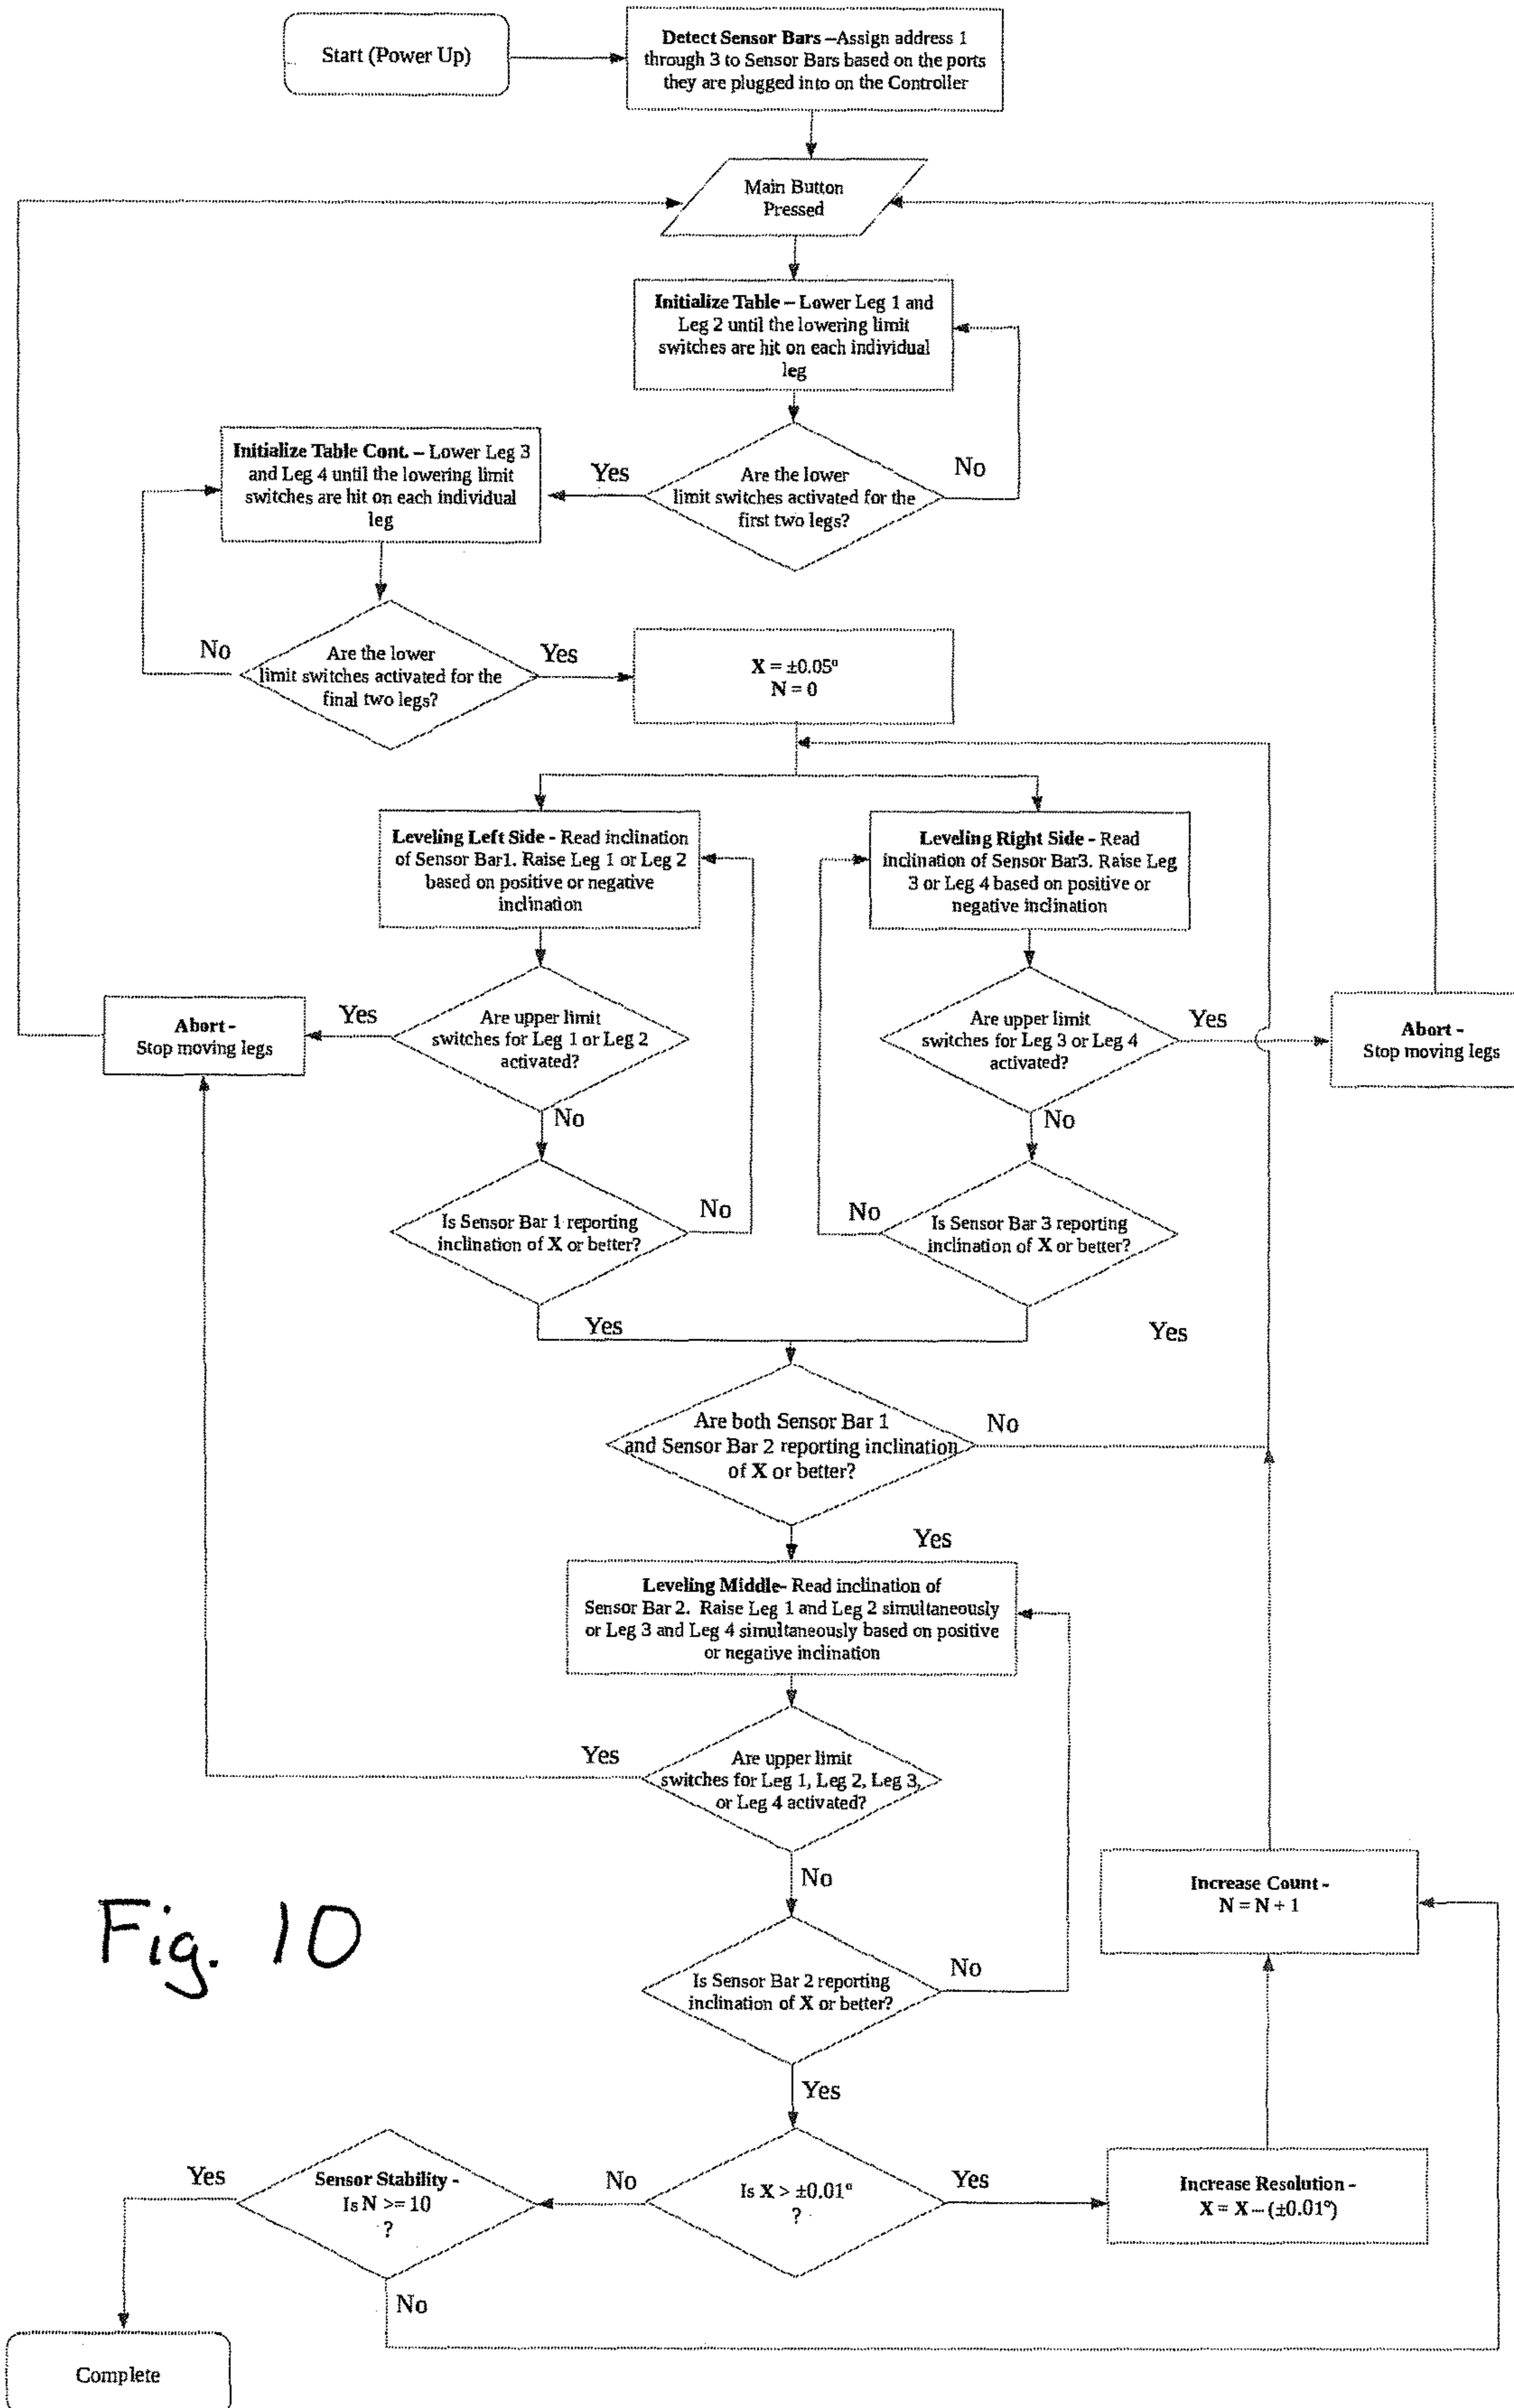 Start (Power Up)
Detect Sensor Bars –Assign address 1
through 3 to Sensor Bars based on the ports
they are plugged into on the Controller
Main Button
Pressed
Initialize Table – Lower Leg 1 and
Leg 2 until the lowering limit
switches are hit on each individual
leg
Are the lower
limit switches activated for the
first two legs?
No
Yes
Initialize Table Cont. – Lower Leg 3
and Leg 4 until the lowering limit
switches are hit on each individual
leg
Are the lower
limit switches activated for the
final two legs?
No
Yes
X = ±0.05º
N = 0
Leveling Left Side - Read inclination
of Sensor Bar1. Raise Leg 1 or Leg 2
based on positive or negative
inclination
Leveling Right Side - Read
inclination of Sensor Bar3. Raise Leg
3 or Leg 4 based on positive or
negative inclination
Abort -
Stop moving legs
Yes
Are upper limit
switches for Leg 1 or Leg 2
activated?
No
Are upper limit
switches for Leg 3 or Leg 4
activated?
No
Yes
Abort -
Stop moving legs
Is Sensor Bar 1 reporting
inclination of X or better?
No
Yes
No
Is Sensor Bar 3 reporting
inclination of X or better?
Yes
Are both Sensor Bar 1
and Sensor Bar 2 reporting inclination
of X or better?
No
Yes
Leveling Middle- Read inclination of
Sensor Bar 2. Raise Leg 1 and Leg 2 simultaneously
or Leg 3 and Leg 4 simultaneously based on positive
or negative inclination
Yes
Are upper limit
switches for Leg 1, Leg 2, Leg 3,
or Leg 4 activated?
No
Increase Count -
N = N + 1
Fig. 10
Is Sensor Bar 2 reporting
inclination of X or better?
No
Yes
Yes
Sensor Stability -
Is N >= 10
?
No
No
Is X > ±0.01º
?
Yes
Increase Resolution -
X = X – (±0.01º)
Complete